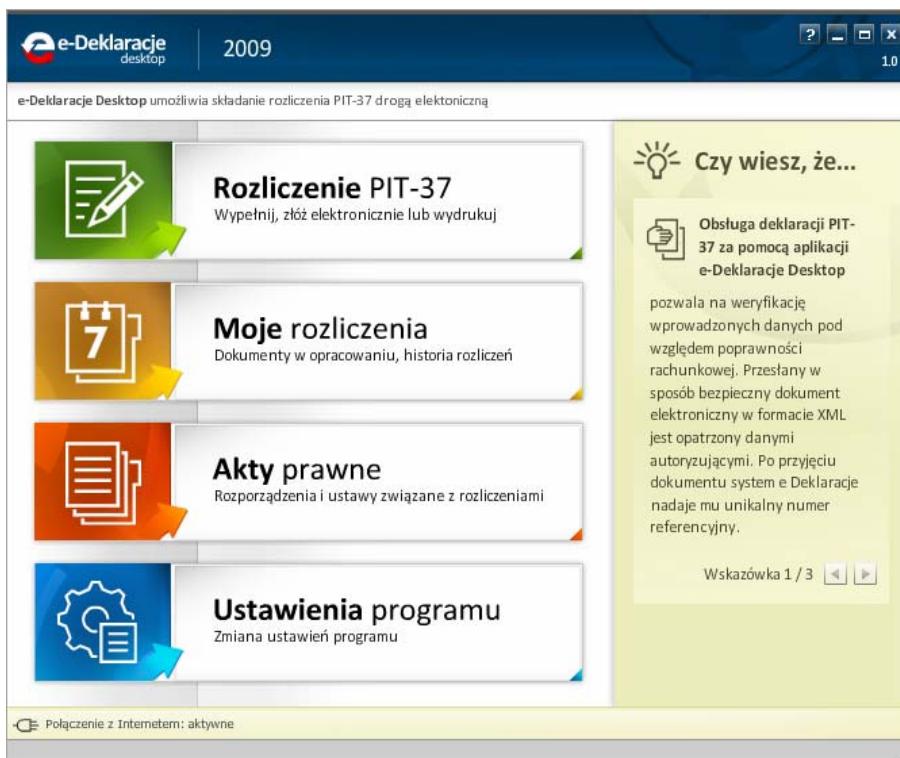 e-Deklaracje
desktop
2009
?
1.0
e-Deklaracje Desktop umożliwia składanie rozliczenia PIT-37 drogą elektoniczną
Rozliczenie PIT-37
Wypełnij, złóż elektronicznie lub wydrukuj
7
Moje rozliczenia
Dokumenty w opracowaniu, historia rozliczeń
Akty prawne
Rozporządzenia i ustawy związane z rozliczeniami
Ustawienia programu
Zmiana ustawień programu
Czy wiesz, że...
Obsługa deklaracji PIT-
37 za pomocą aplikacji
e-Deklaracje Desktop
pozwala na weryfikację
wprowadzonych danych pod
względem poprawności
rachunkowej. Przesłany w
sposób bezpieczny dokument
elektroniczny w formacie XML
jest opatrzony danymi
autoryzującymi. Po przyjęciu
dokumentu system e Deklaracje
nadaje mu unikalny numer
referencyjny.
Wskazówka 1 / 3
Połączenie z Internetem: aktywne